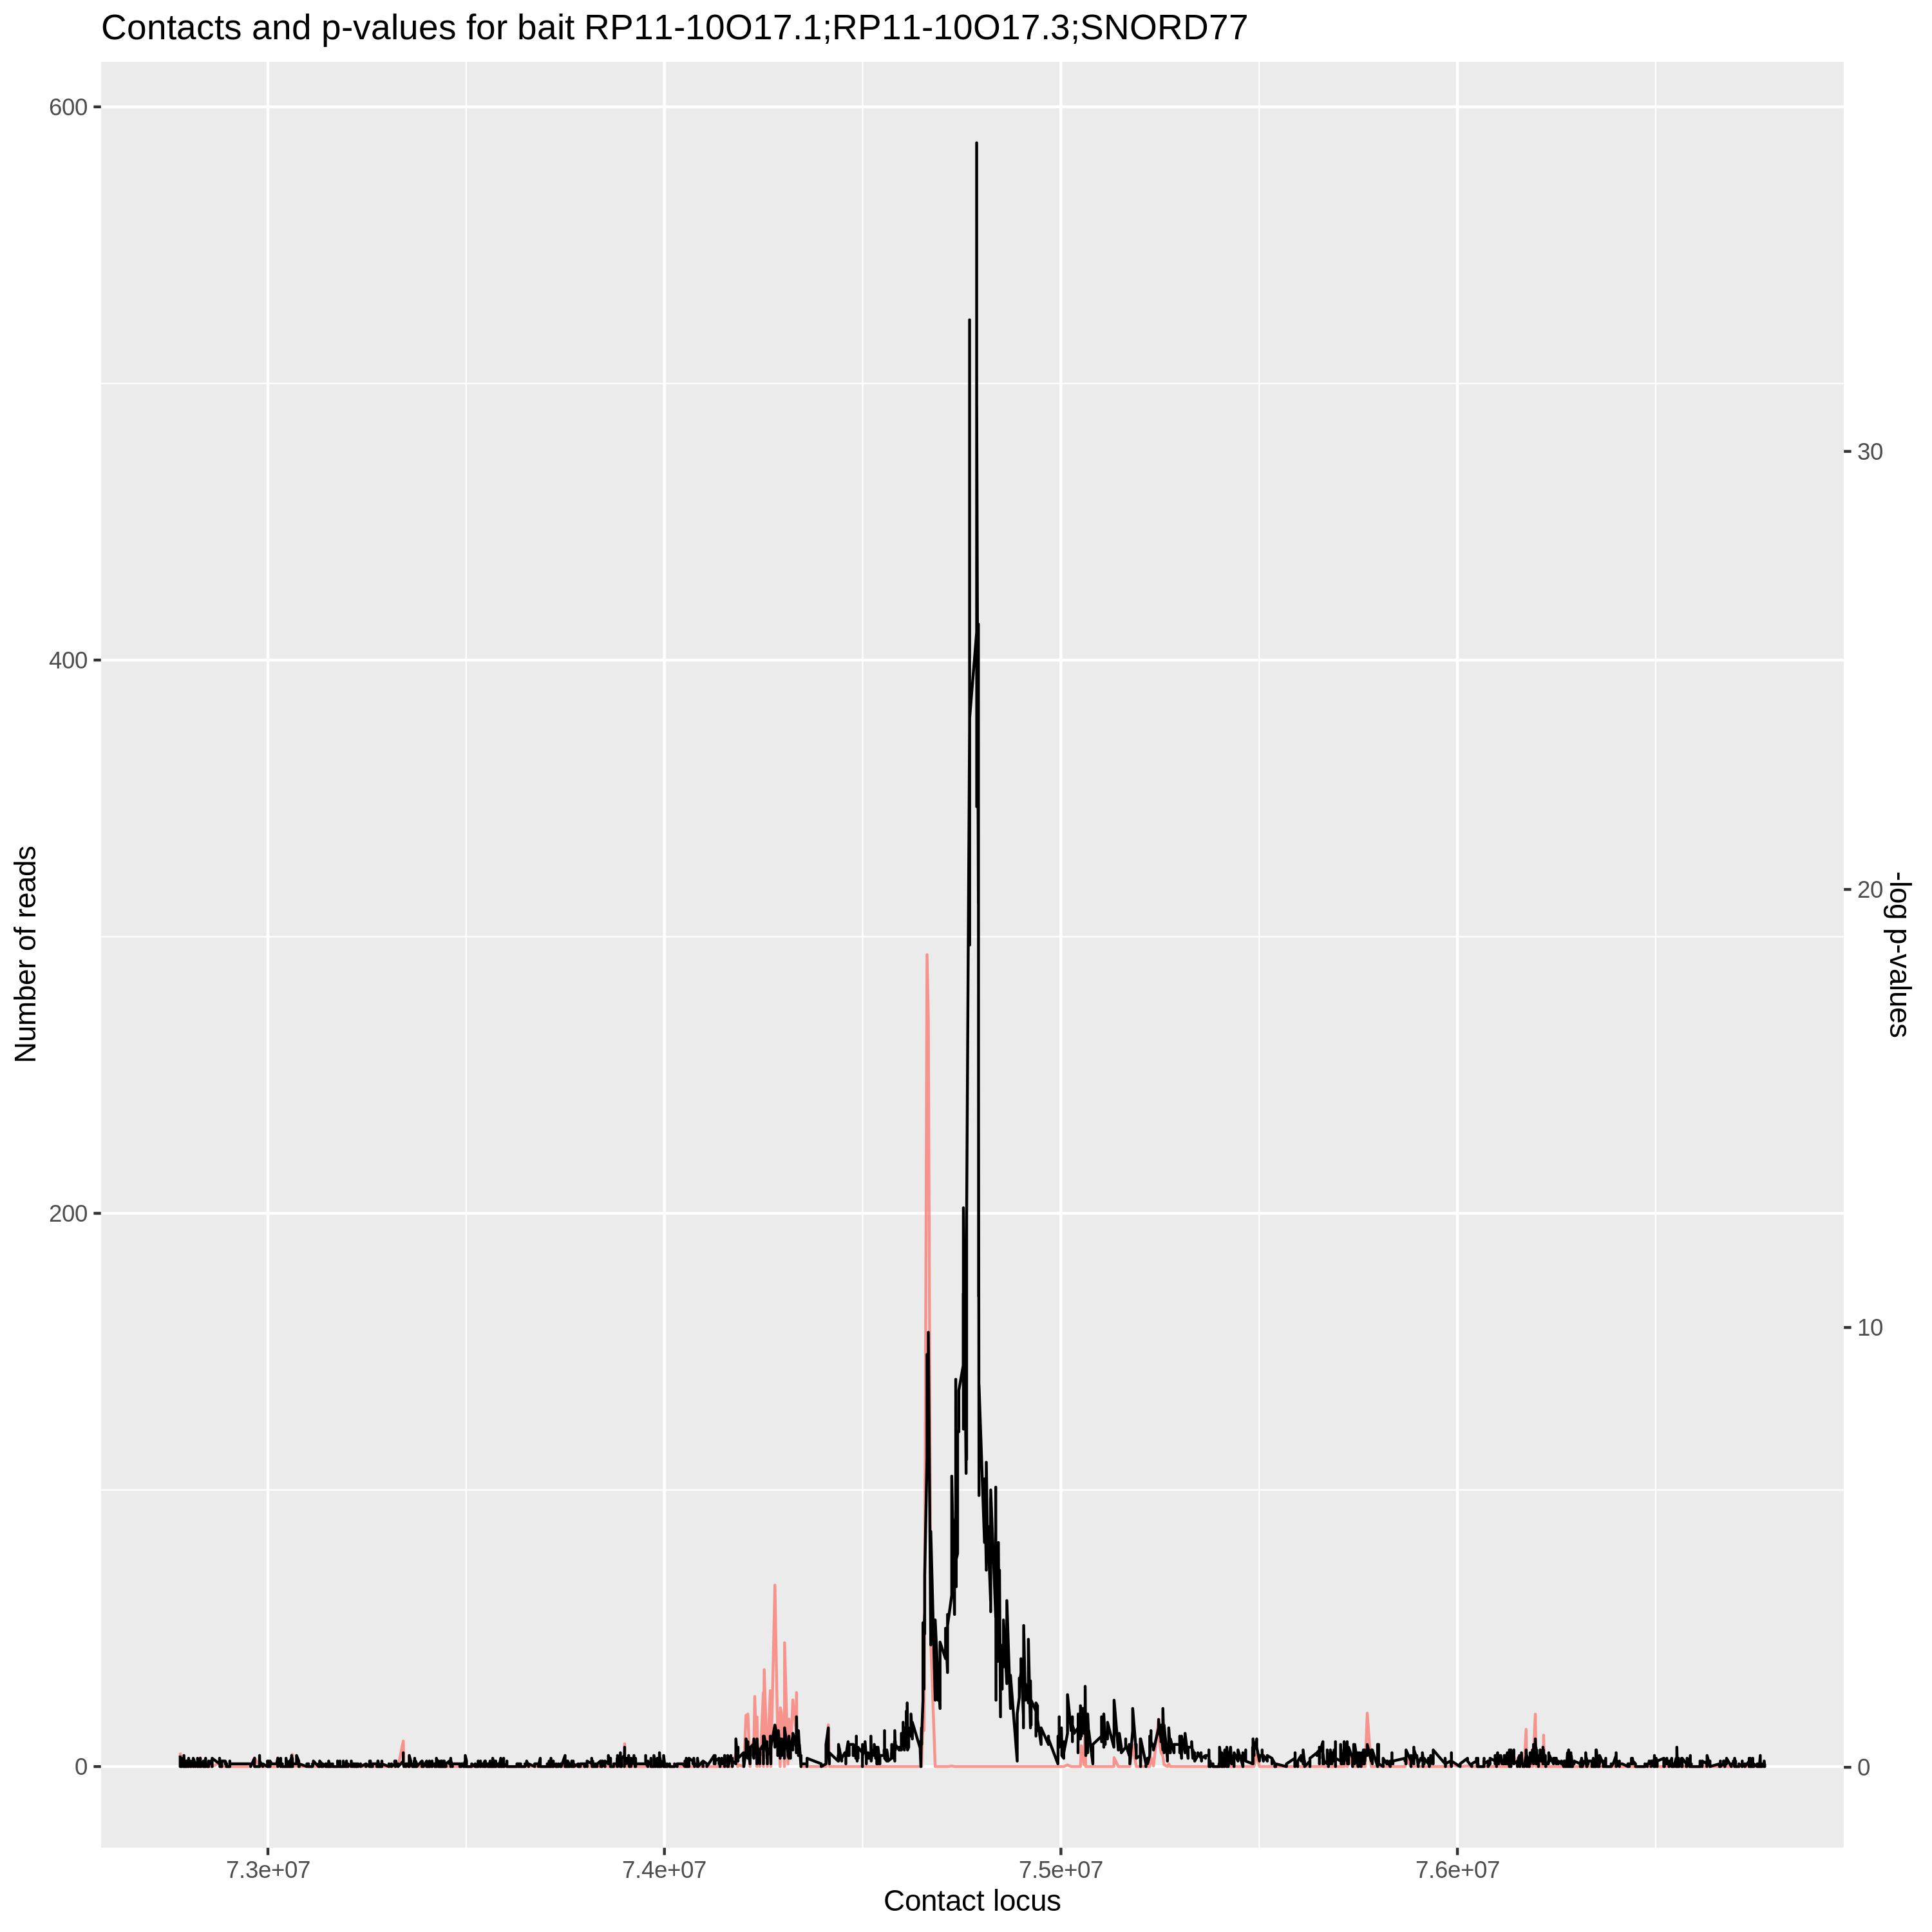 Contacts and p-values for bait RP11-10O17.1;RP11-10O17.3;SNORD77
600
400
200
0
Number of reads
30
20
10
0
-log p-values
7.3e+07
7.4e+07
7.5e+07
7.6e+07
Contact locus